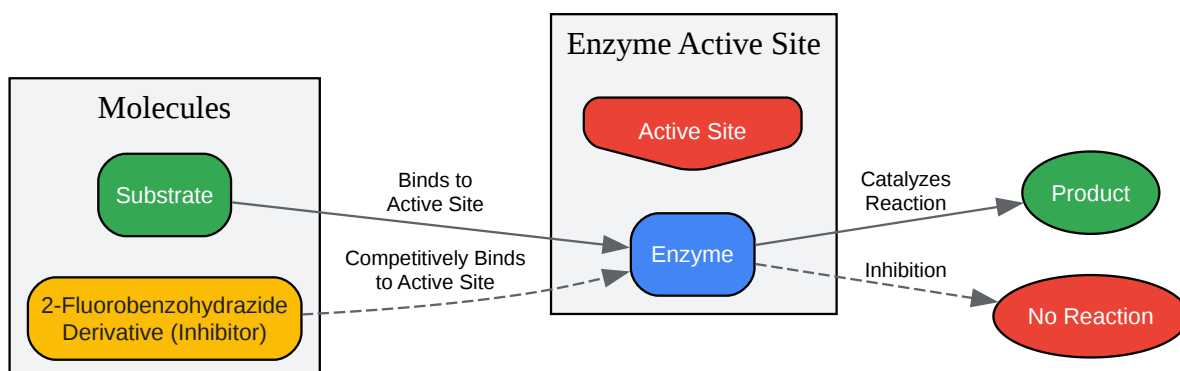 Molecules
Substrate
2-Fluorobenzohydrazide
Derivative (Inhibitor)
Binds to
Active Site
Competitively Binds
to Active Site
Enzyme Active Site
Active Site
Enzyme
Catalyzes
Reaction
Inhibition
Product
No Reaction